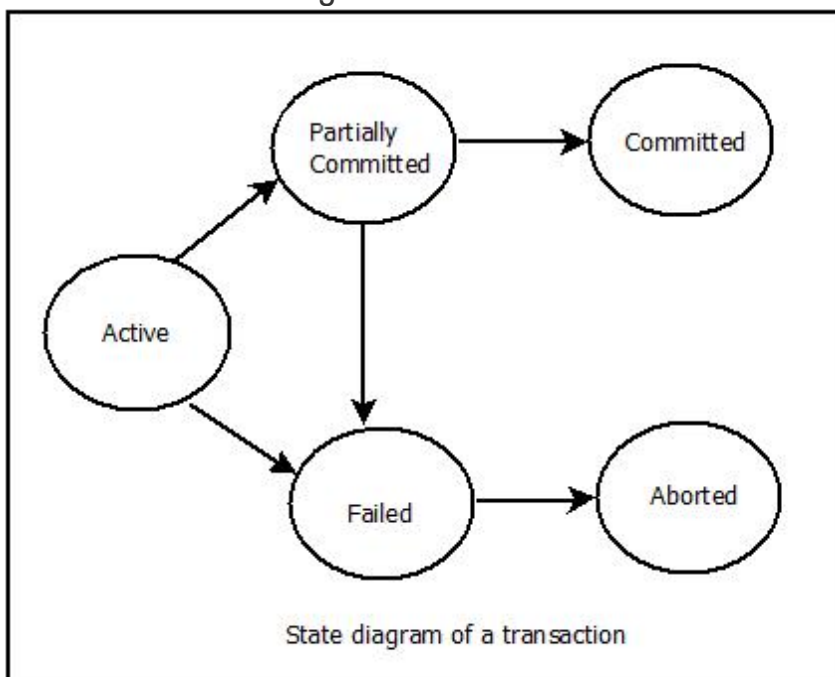 Partially
Committed
Committed
Active
Failed
Aborted
State diagram of a transaction